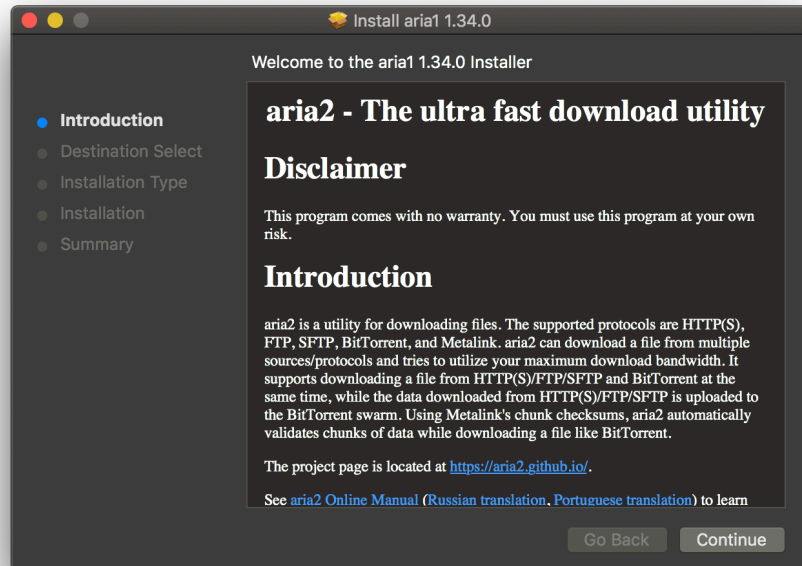 Install aria1 1.34.0
Welcome to the aria1 1.34.0 Installer
Introduction
Destination Select
Installation Type
Installation
Summary
aria2 - The ultra fast download utility
Disclaimer
This program comes with no warranty. You must use this program at your own
risk.
Introduction
aria2 is a utility for downloading files. The supported protocols are HTTP(S),
FTP, SFTP, BitTorrent, and Metalink. aria2 can download a file from multiple
sources/protocols and tries to utilize your maximum download bandwidth. It
supports downloading a file from HTTP(S)/FTP/SFTP and BitTorrent at the
same time, while the data downloaded from HTTP(S)/FTP/SFTP is uploaded to
the BitTorrent swarm. Using Metalink's chunk checksums, aria2 automatically
validates chunks of data while downloading a file like BitTorrent.
The project page is located at https://aria2.github.io/.
See aria2 Online Manual (Russian translation, Portuguese translation) to learn
Go Back
Continue